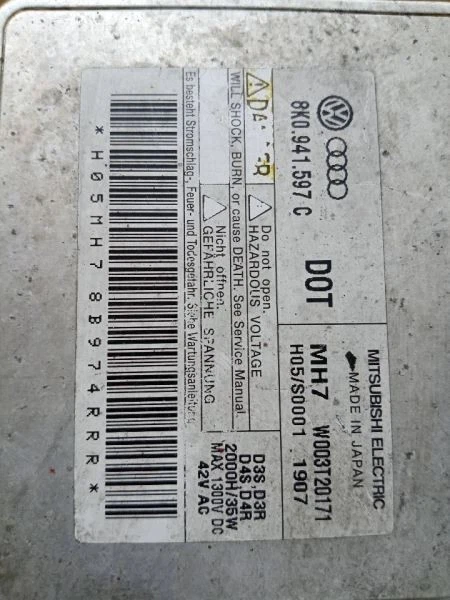 8K0.941.597 C
DOT
MITSUBISHI ELECTRIC
MADE IN JAPAN
MH7 W003T20171
H05/S0001 1907
WILL SHOCK, BURN, or cause DEATH. See Service Manual.
Do not open.
HAZARDOUS VOLTAGE
Nicht öffnen.
GEFÄHRLICHE SPANNUNG
Es besteht Stromschlag-, Feuer- und Todesgefahr. Siehe Wartungsanleitung
D3S, D3R
D4S, D4R
2000H/35W
MAX 1300V DC
42V AC
*H05MH78B974RRR*